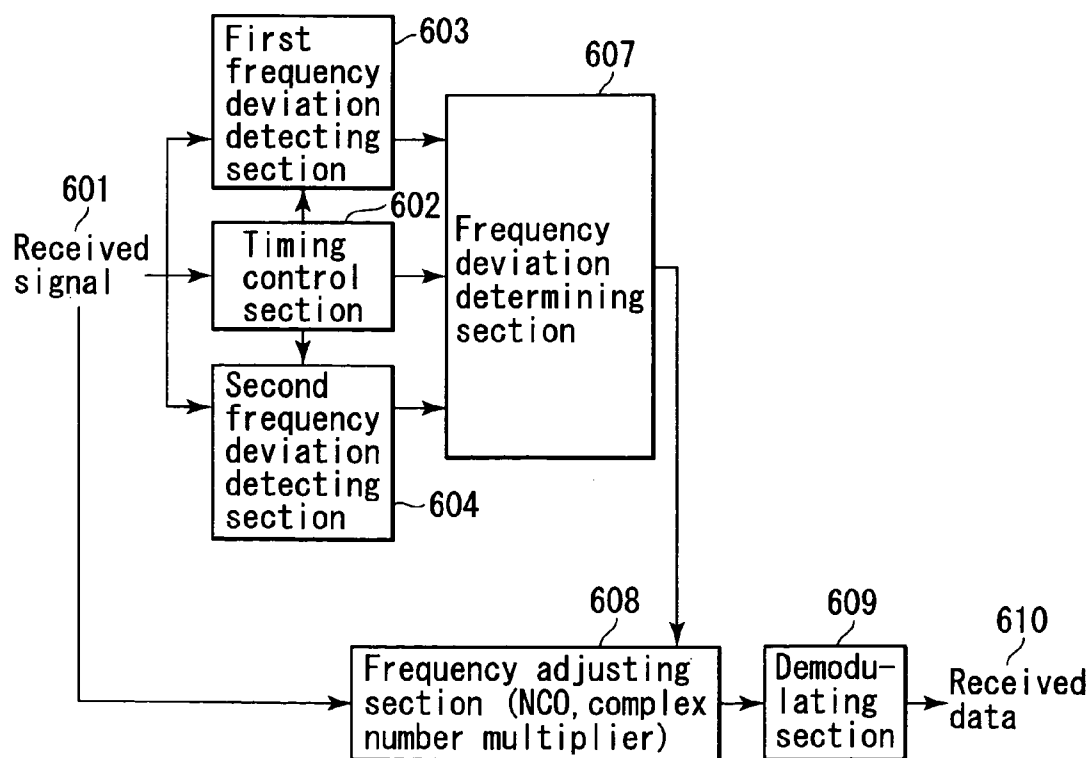 First
frequency
deviation
detecting
section
603
607
601
Received
signal
602
Timing
control
section
Frequency
deviation
determining
section
Second
frequency
deviation
detecting
section
604
608
Frequency adjusting
section (NCO, complex
number multiplier)
609
Demodu-
lating
section
610
Received
data